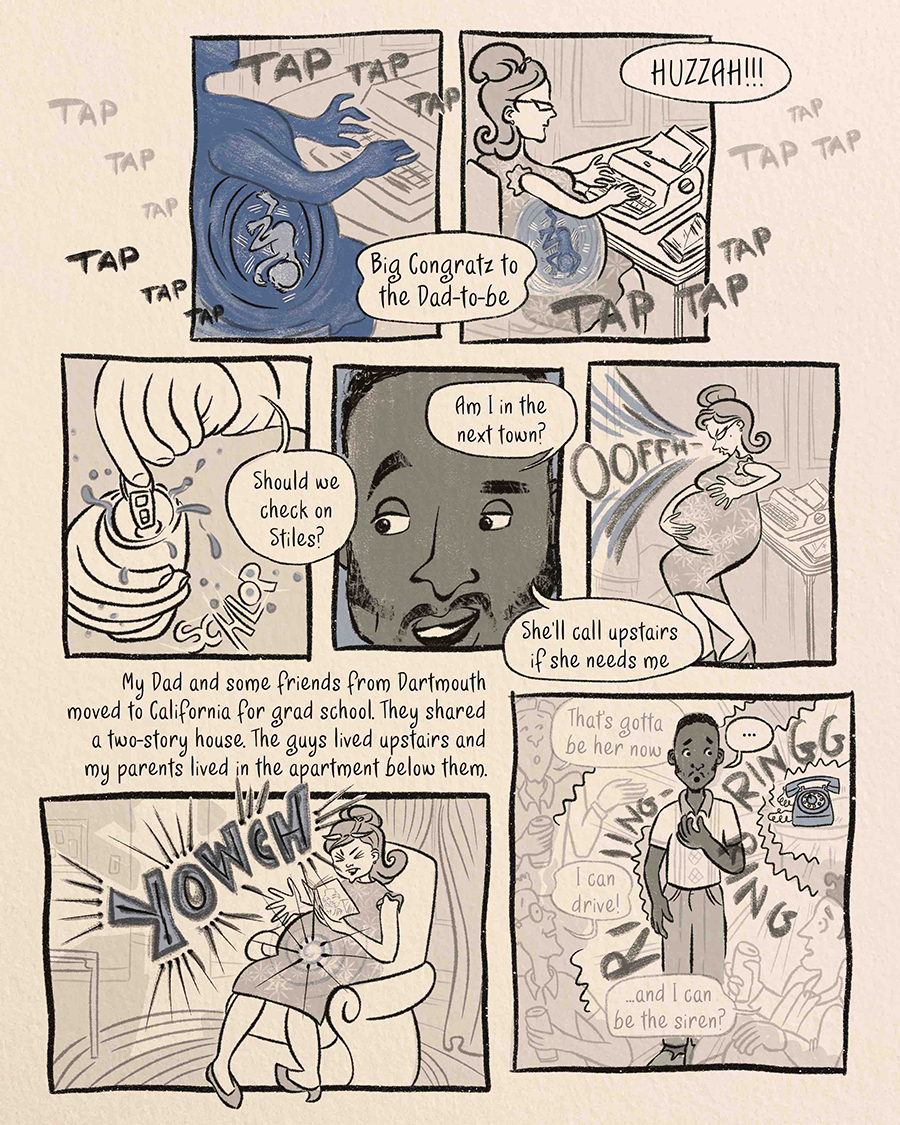 TAP TAP TAP
TAP
TAP
TAP
TAP
TAP
TAP
HUZZAH!!!
TAP
TAP TAP
TAP
TAP TAP
Big Congratz to
the Dad-to-be
Should we
check on
Stiles?
SCHLOP
Am I in the
next town?
She'll call upstairs
if she needs me
OOFFH-
My Dad and some friends from Dartmouth
moved to California for grad school. They shared
a two-story house. The guys lived upstairs and
my parents lived in the apartment below them.
YOWCH
That's gotta
be her now
...
RINGG
I can
drive!
...and I can
be the siren?